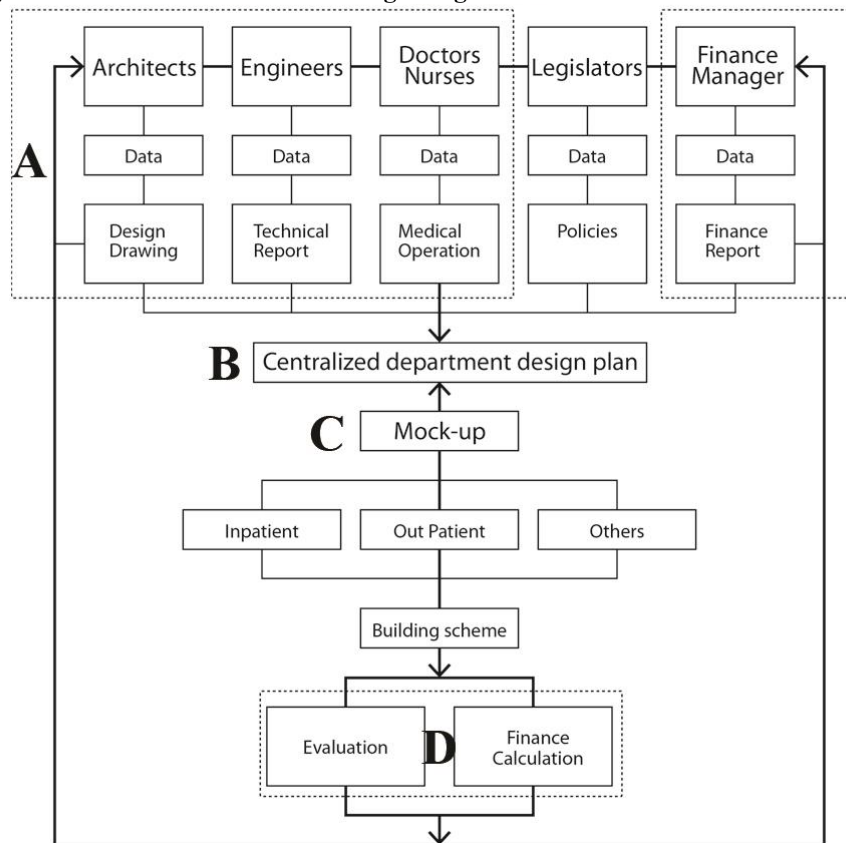 Architects
Engineers
Doctors
Nurses
Legislators
Finance
Manager
A
Data
Data
Data
Data
Data
Design
Drawing
Technical
Report
Medical
Operation
Policies
Finance
Report
B
Centralized department design plan
C
Mock-up
Inpatient
Out Patient
Others
Building scheme
Evaluation
D
Finance
Calculation